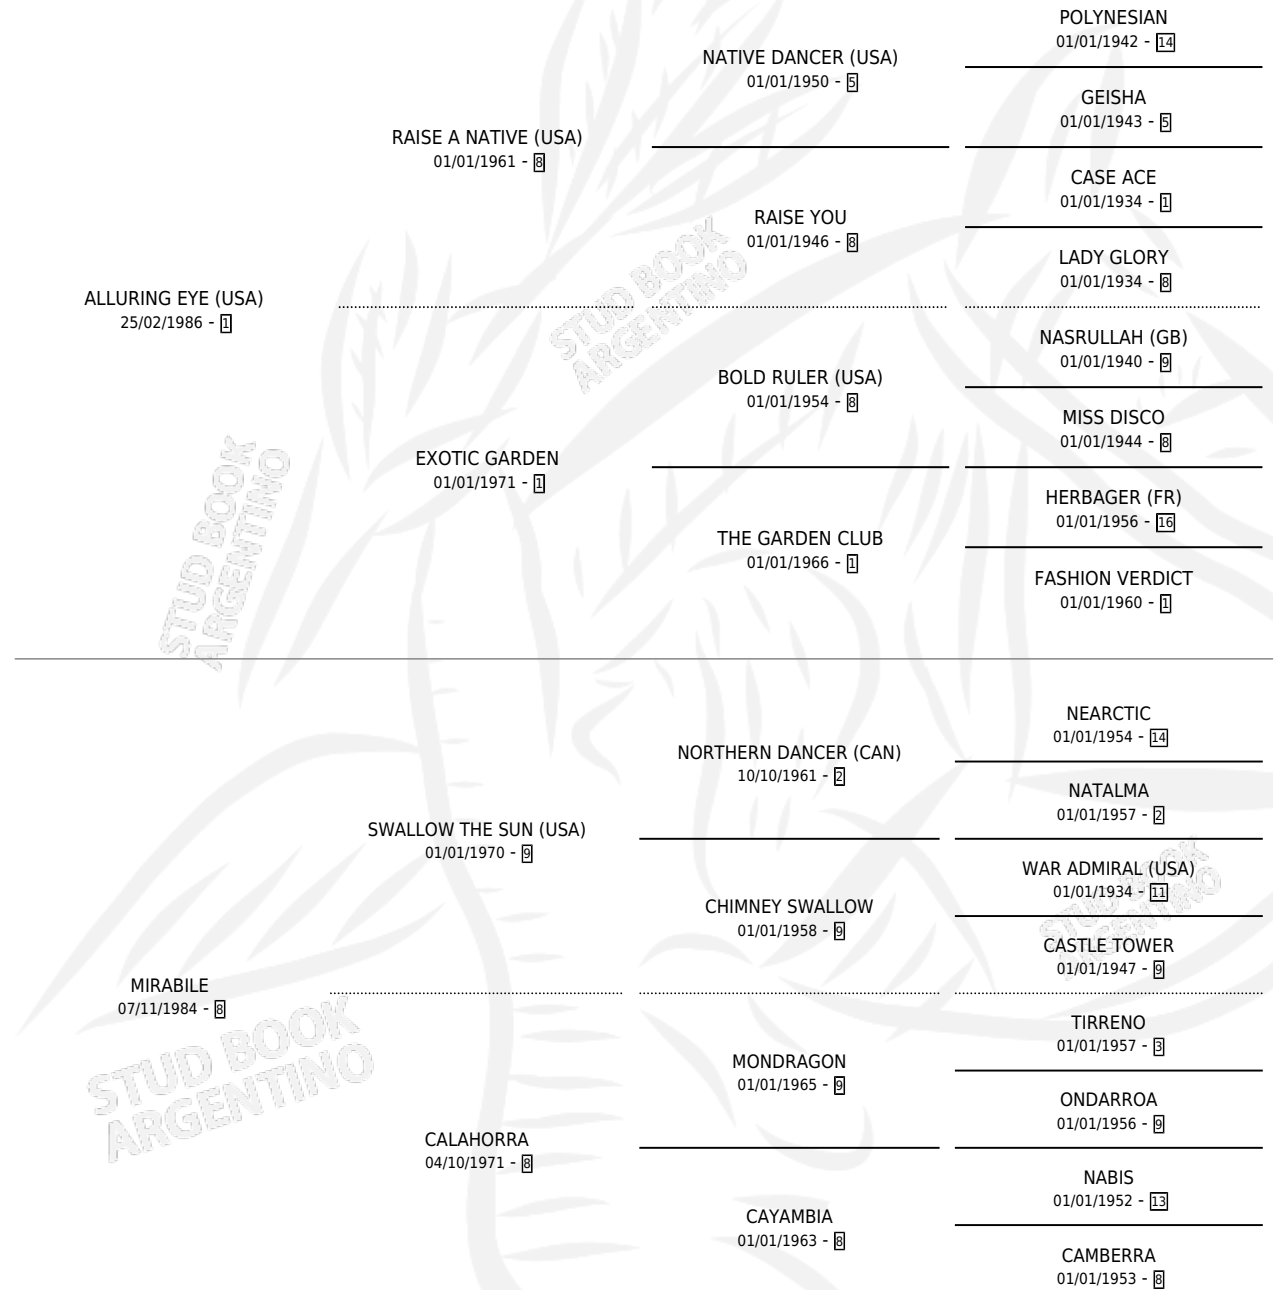 POLYNESIAN
01/01/1942 - 14
NATIVE DANCER (USA)
01/01/1950 - 5
GEISHA
01/01/1943 - 5
RAISE A NATIVE (USA)
01/01/1961 - 8
CASE ACE
01/01/1934 - 1
RAISE YOU
01/01/1946 - 8
LADY GLORY
01/01/1934 - 8
ALLURING EYE (USA)
25/02/1986 - 1
NASRULLAH (GB)
01/01/1940 - 9
BOLD RULER (USA)
01/01/1954 - 8
MISS DISCO
01/01/1944 - 8
EXOTIC GARDEN
01/01/1971 - 1
HERBAGER (FR)
01/01/1956 - 16
THE GARDEN CLUB
01/01/1966 - 1
FASHION VERDICT
01/01/1960 - 1
NEARCTIC
01/01/1954 - 14
NORTHERN DANCER (CAN)
10/10/1961 - 2
NATALMA
01/01/1957 - 2
SWALLOW THE SUN (USA)
01/01/1970 - 9
WAR ADMIRAL (USA)
01/01/1934 - 11
CHIMNEY SWALLOW
01/01/1958 - 9
CASTLE TOWER
01/01/1947 - 9
MIRABILE
07/11/1984 - 8
TIRRENO
01/01/1957 - 3
MONDRAGON
01/01/1965 - 9
ONDARROA
01/01/1956 - 9
CALAHORRA
04/10/1971 - 8
NABIS
01/01/1952 - 13
CAYAMBIA
01/01/1963 - 8
CAMBERRA
01/01/1953 - 8
STUD BOOK
ARGENTINO
STUD BOOK
ARGENTINO
STUD BOOK
ARGENTINO
STUD BOOK
ARGENTINO